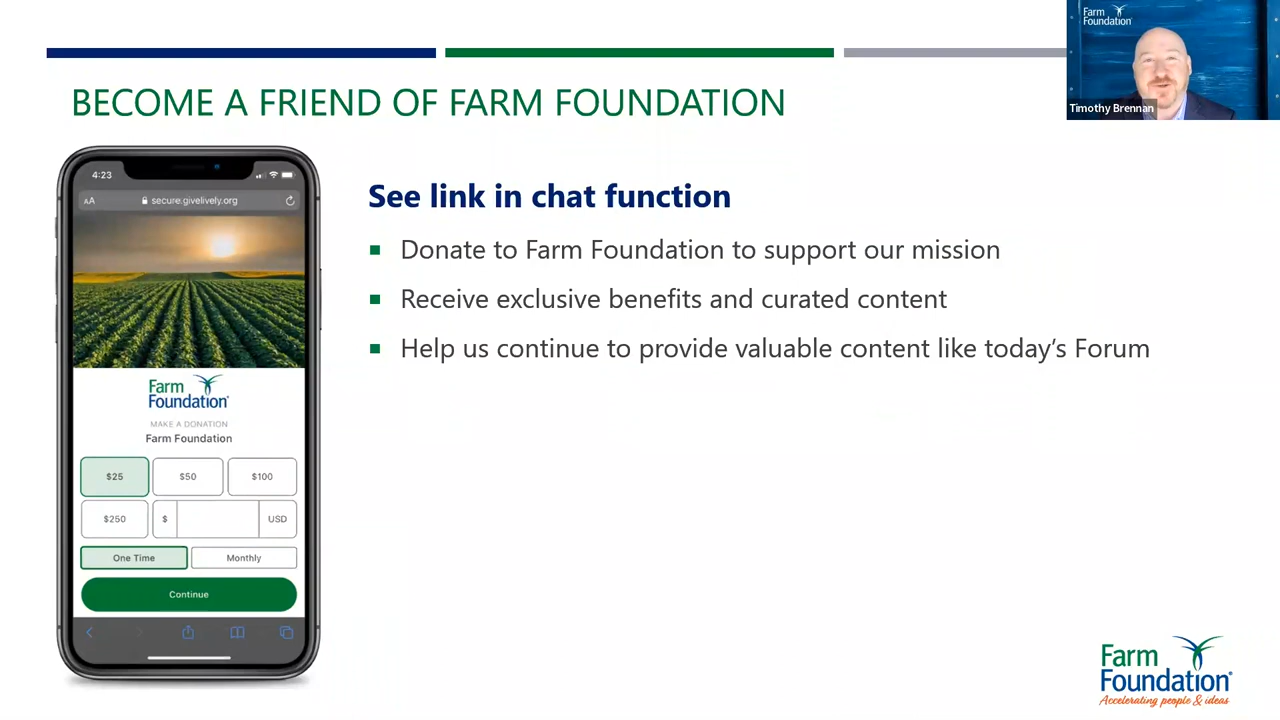 Farm
Foundation
Timothy Brennan
BECOME A FRIEND OF FARM FOUNDATION
4:23
AA secure.givelively.org
Farm
Foundation®
MAKE A DONATION
Farm Foundation
$25 $50 $100
$250 $ USD
One Time Monthly
Continue
See link in chat function
Donate to Farm Foundation to support our mission
Receive exclusive benefits and curated content
Help us continue to provide valuable content like today's Forum
Farm
Foundation®
Accelerating people & ideas